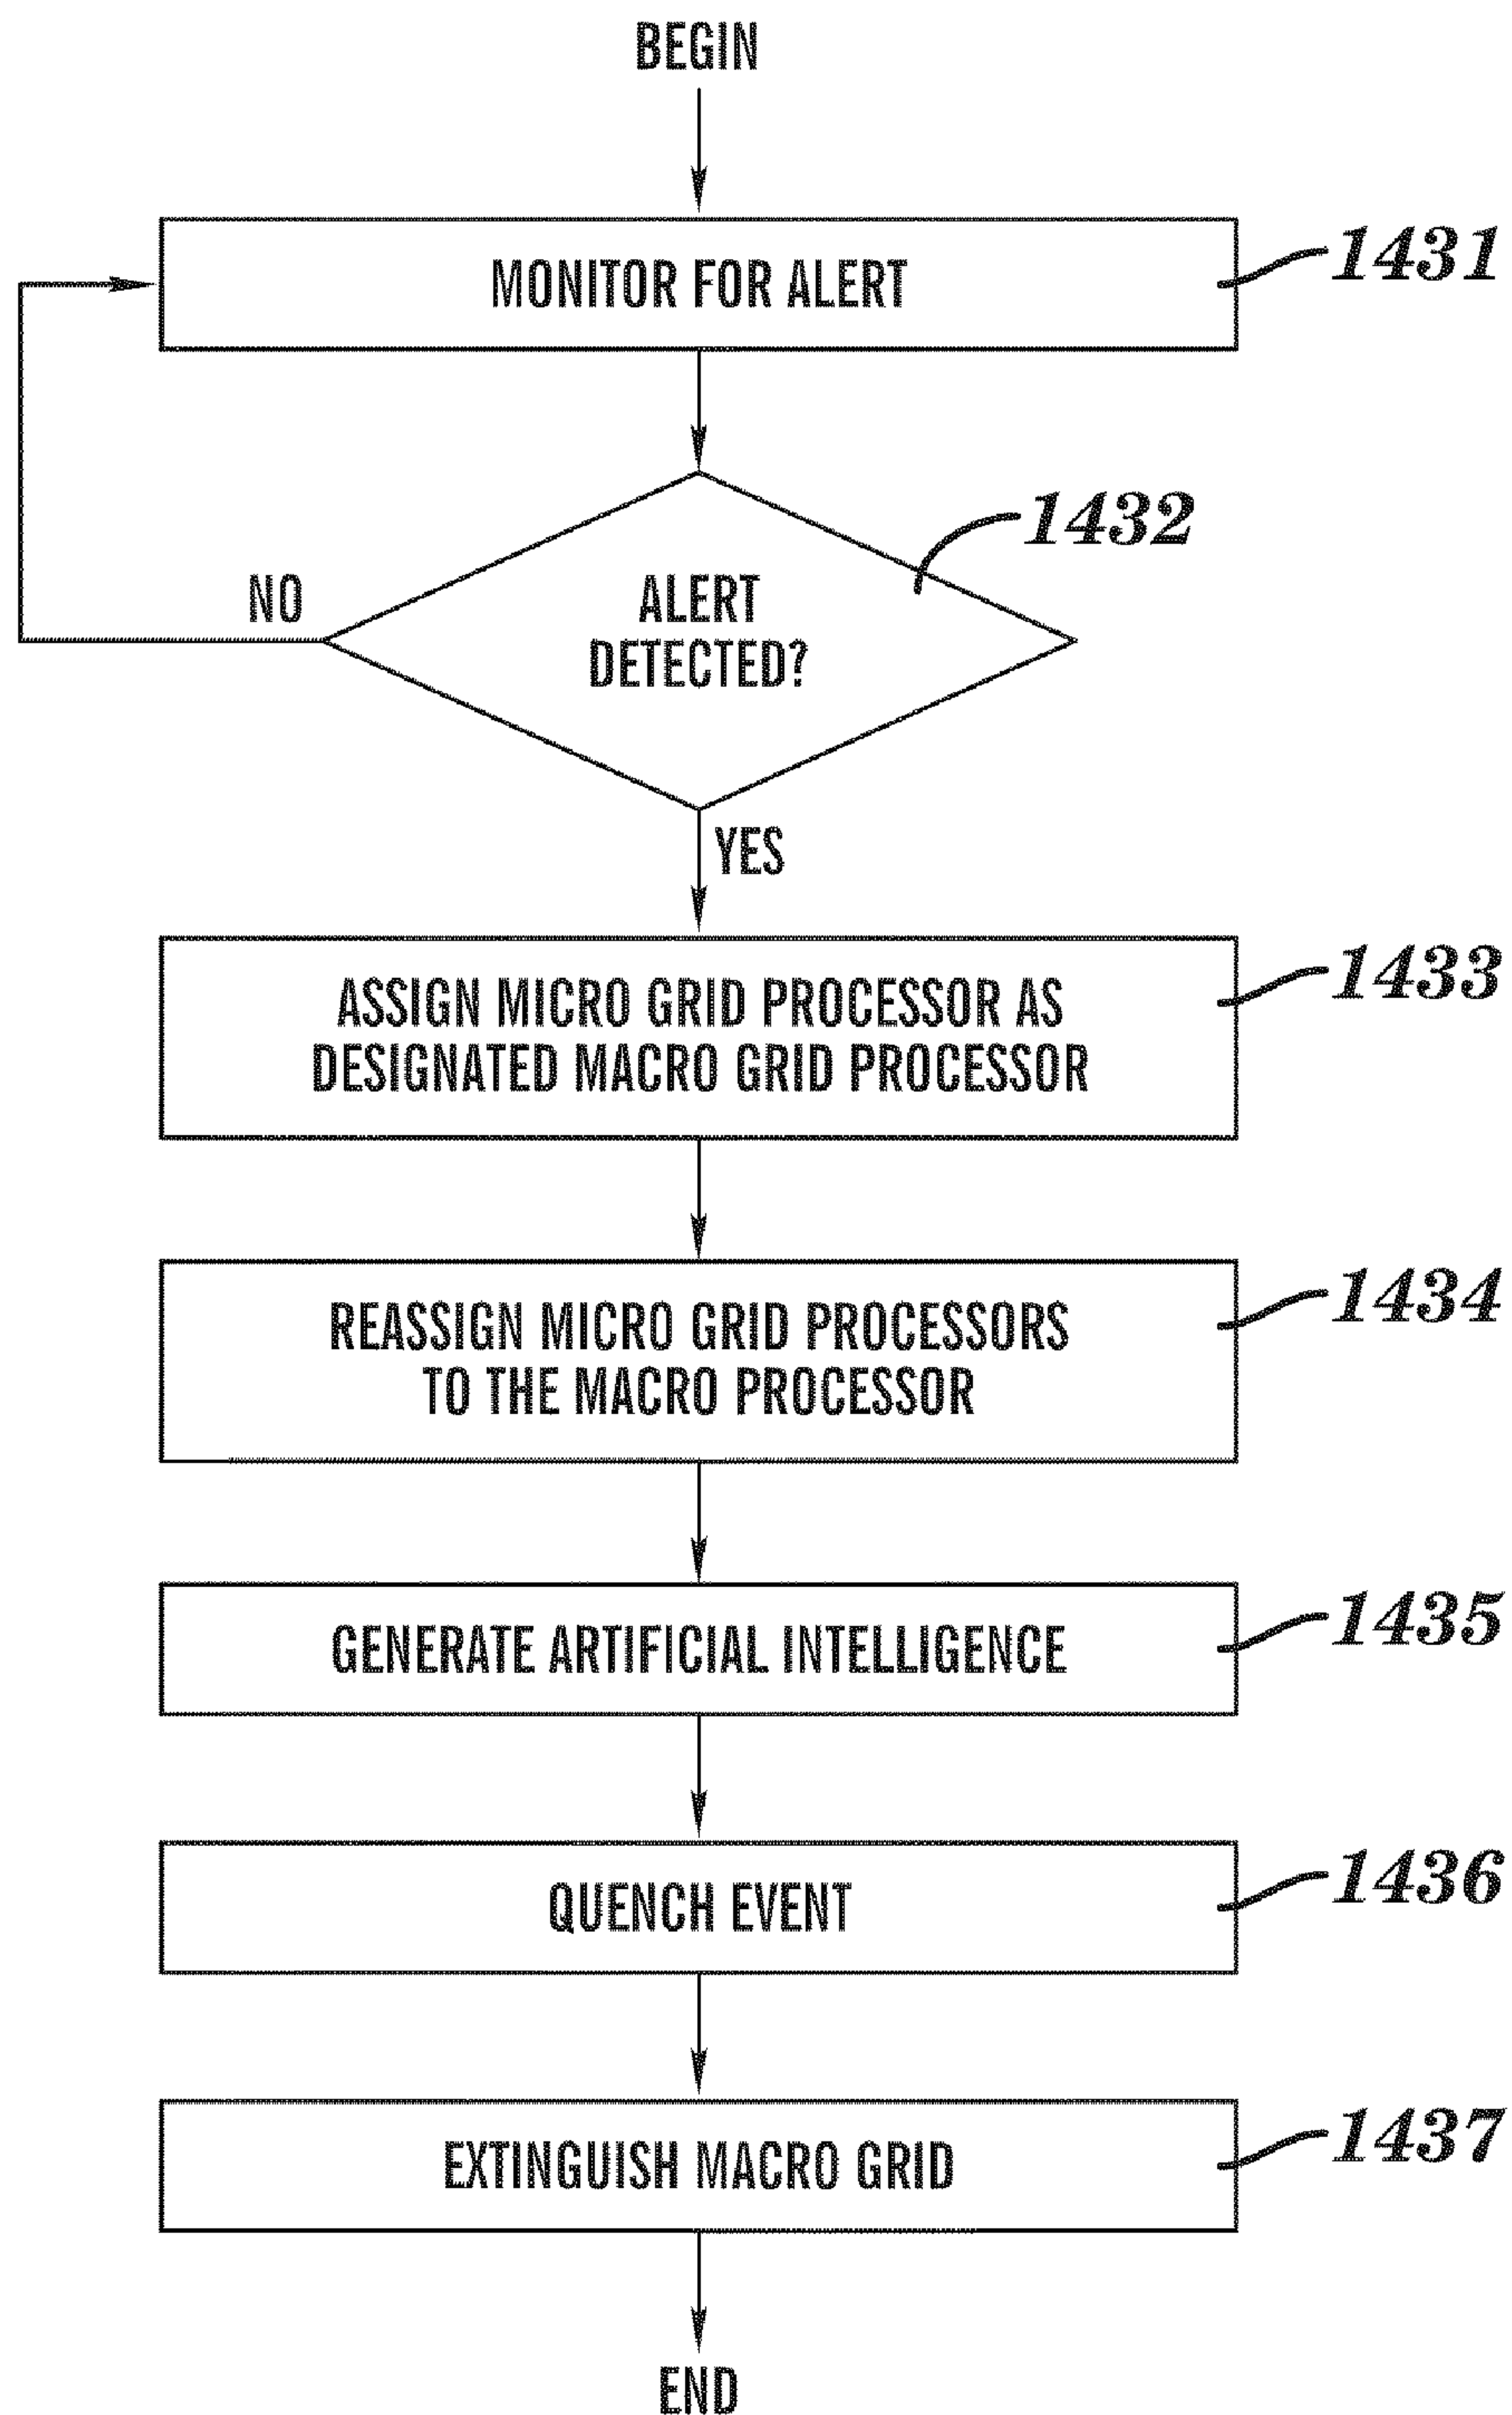 BEGIN
MONITOR FOR ALERT
1431
1432
NO
ALERT
DETECTED?
YES
ASSIGN MICRO GRID PROCESSOR AS
DESIGNATED MACRO GRID PROCESSOR
1433
REASSIGN MICRO GRID PROCESSORS
TO THE MACRO PROCESSOR
1434
GENERATE ARTIFICIAL INTELLIGENCE
1435
QUENCH EVENT
1436
EXTINGUISH MACRO GRID
1437
END